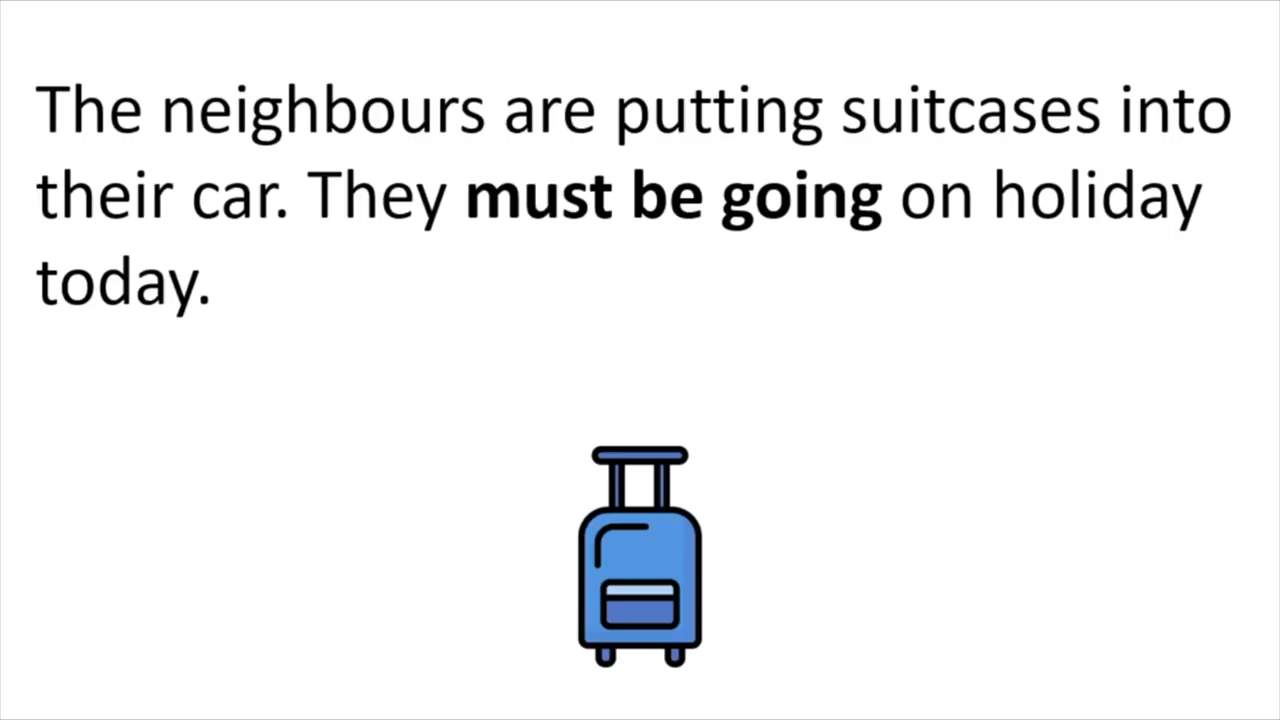 The neighbours are putting suitcases into
their car. They must be going on holiday
today.